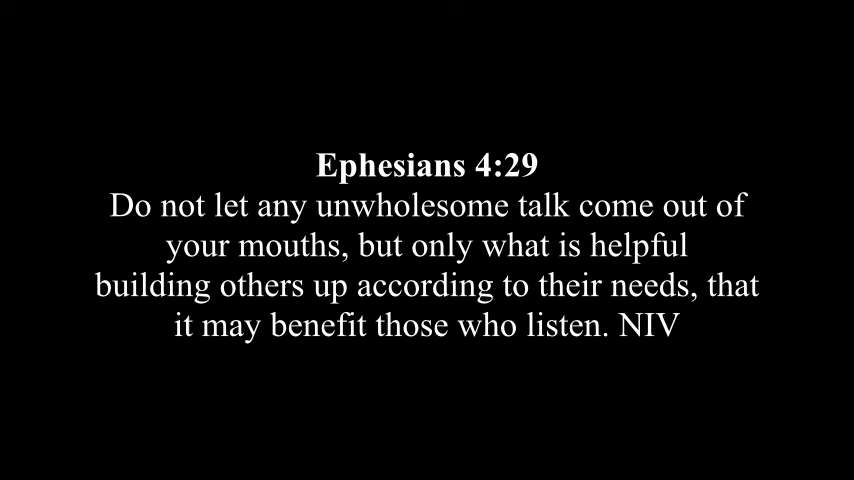 Ephesians 4:29
Do not let any unwholesome talk come out of
your mouths, but only what is helpful
building others up according to their needs, that
it may benefit those who listen. NIV